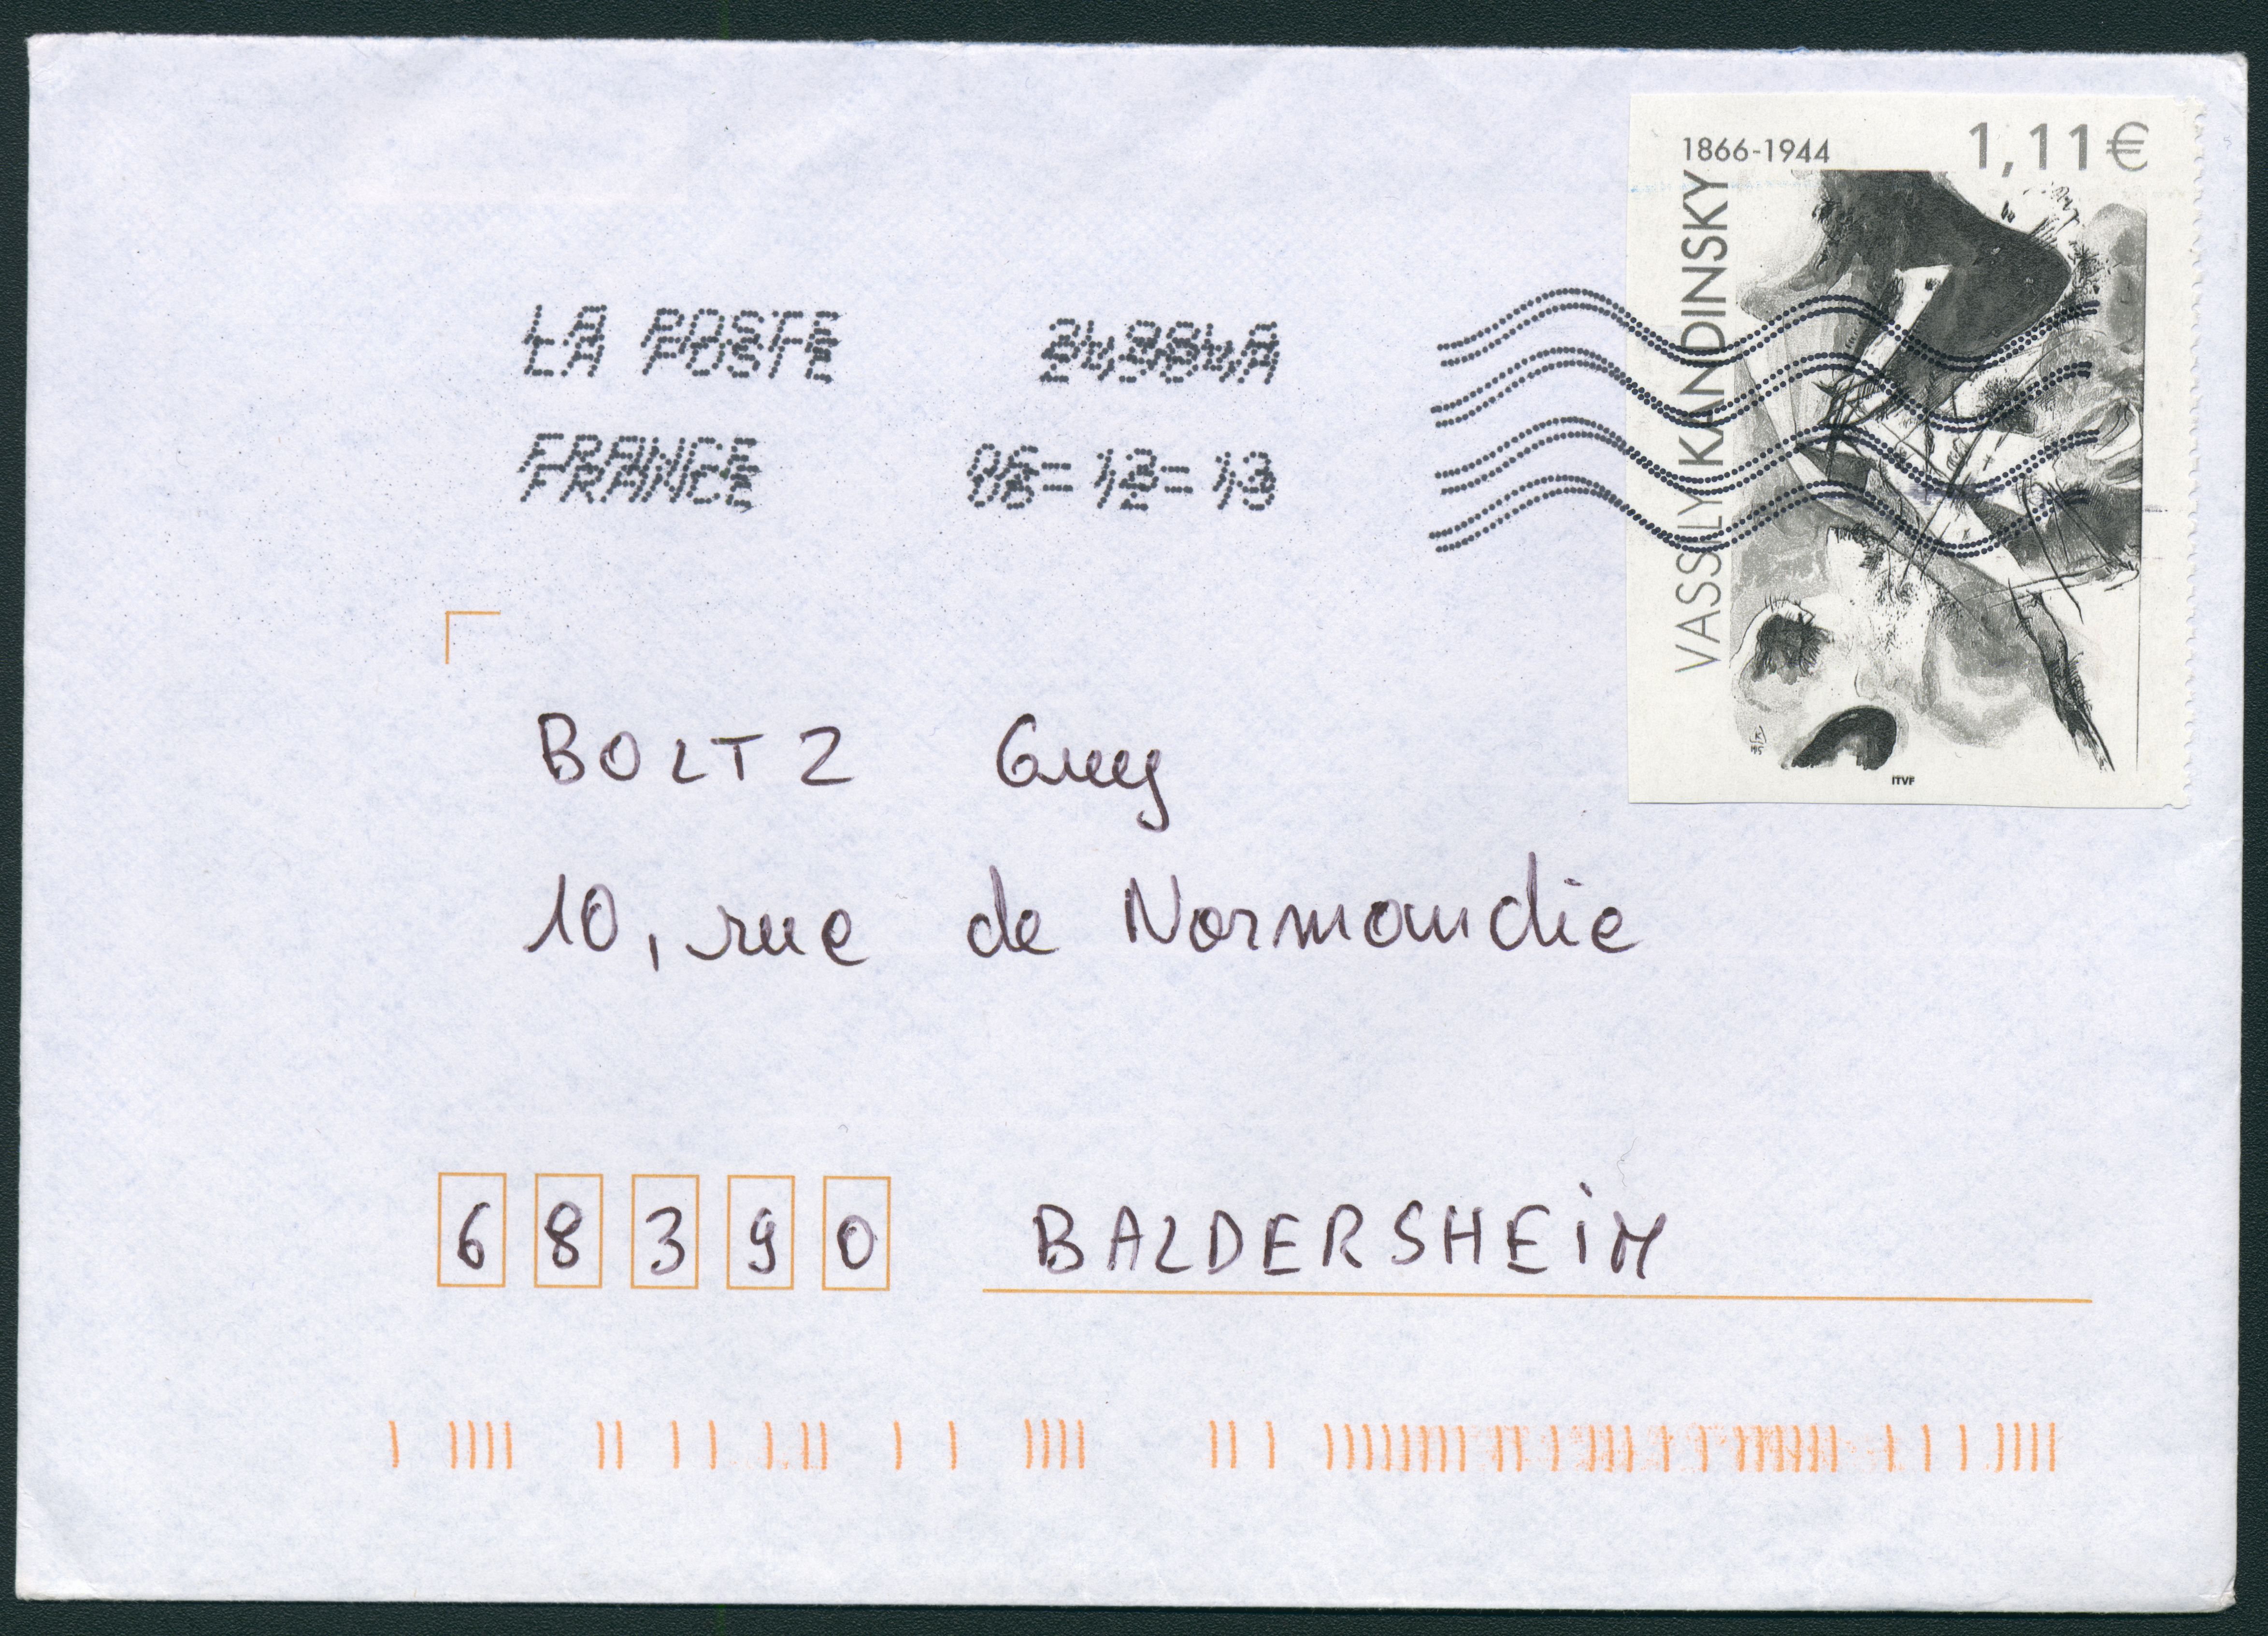 1866-1944 1,11 €
VASSILY KANDINSKY
LA POSTE 24984A
FRANCE 06-12-13
ITVF
BOLTZ Guy
10, rue de Normandie
68390 BALDERSHEiM